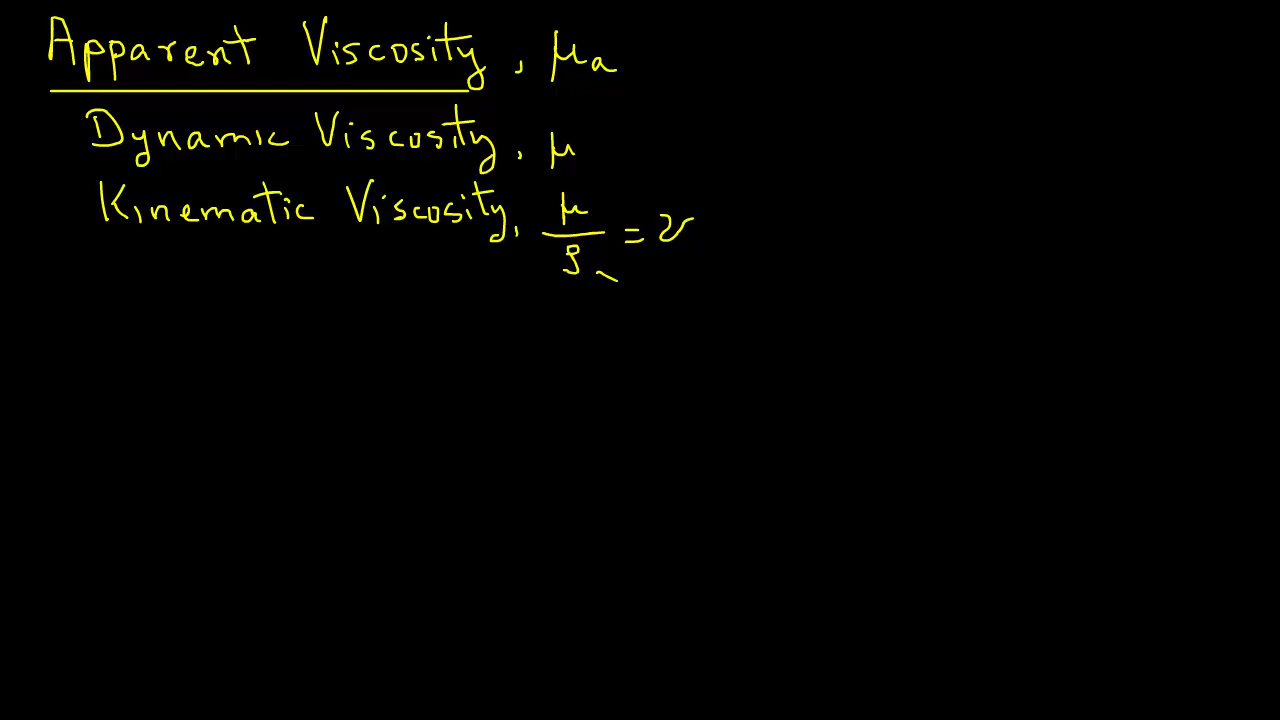 Apparent Viscosity, μa
Dynamic Viscosity, μ
Kinematic Viscosity, μ/ρ = ν